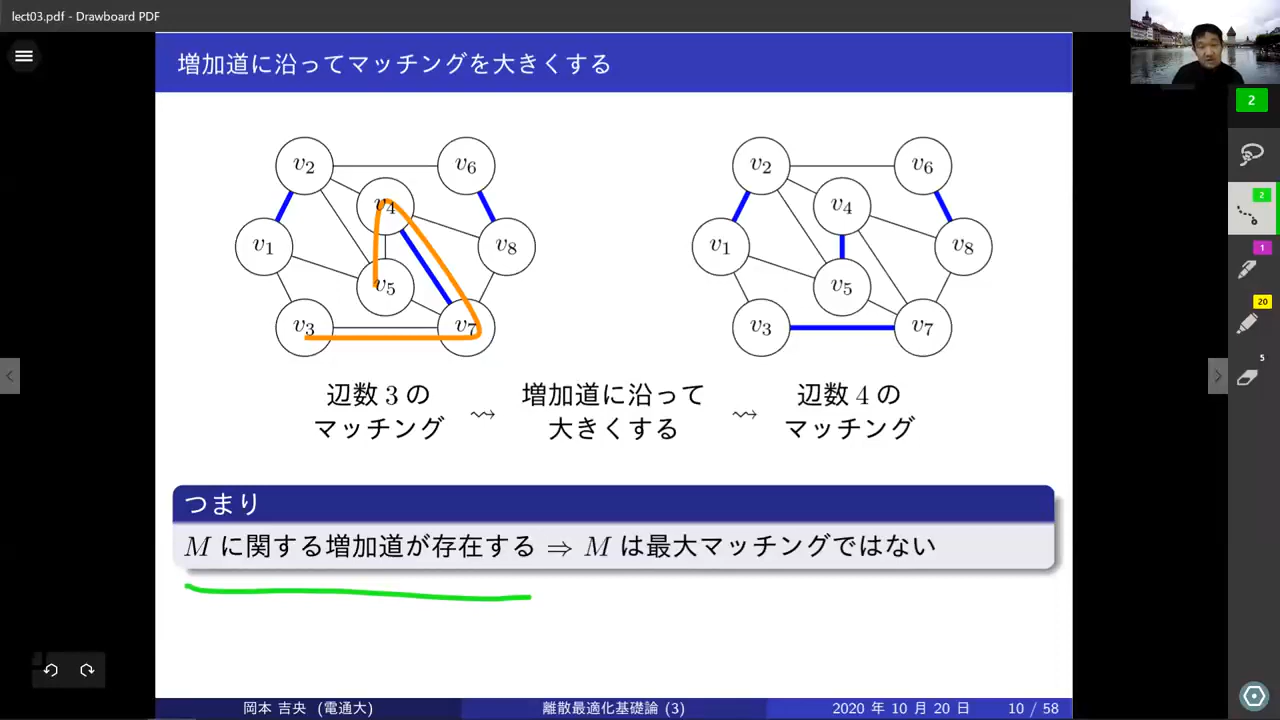 lect03.pdf - Drawboard PDF
増加道に沿ってマッチングを大きくする
v2 v6 v2 v6
v4 v4
v1 v8 v1 v8
v5 v5
v3 v7 v3 v7
辺数 3 の
マッチング
⇝
増加道に沿って
大きくする
⇝
辺数 4 の
マッチング
つまり
M に関する増加道が存在する ⇒ M は最大マッチングではない
岡本 吉央 (電通大) 離散最適化基礎論 (3) 2020 年 10 月 20 日 10 / 58
2
2
1
20
5